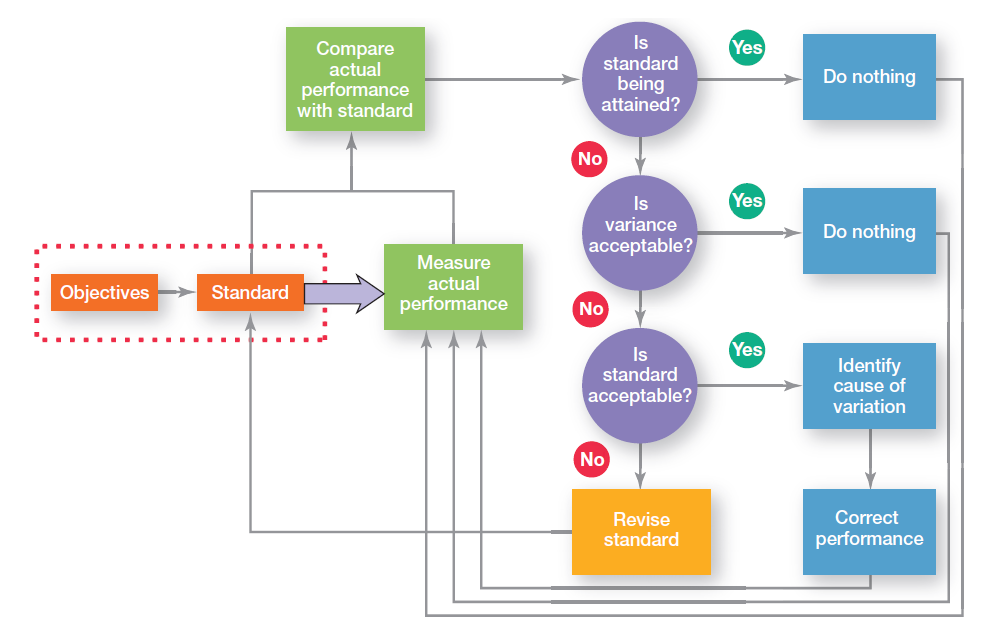 Compare
actual
performance
with standard
Is
standard
being
attained?
Yes
Do nothing
No
Is
variance
acceptable?
Yes
Do nothing
Objectives
Standard
Measure
actual
performance
No
Is
standard
acceptable?
Yes
Identify
cause of
variation
No
Revise
standard
Correct
performance